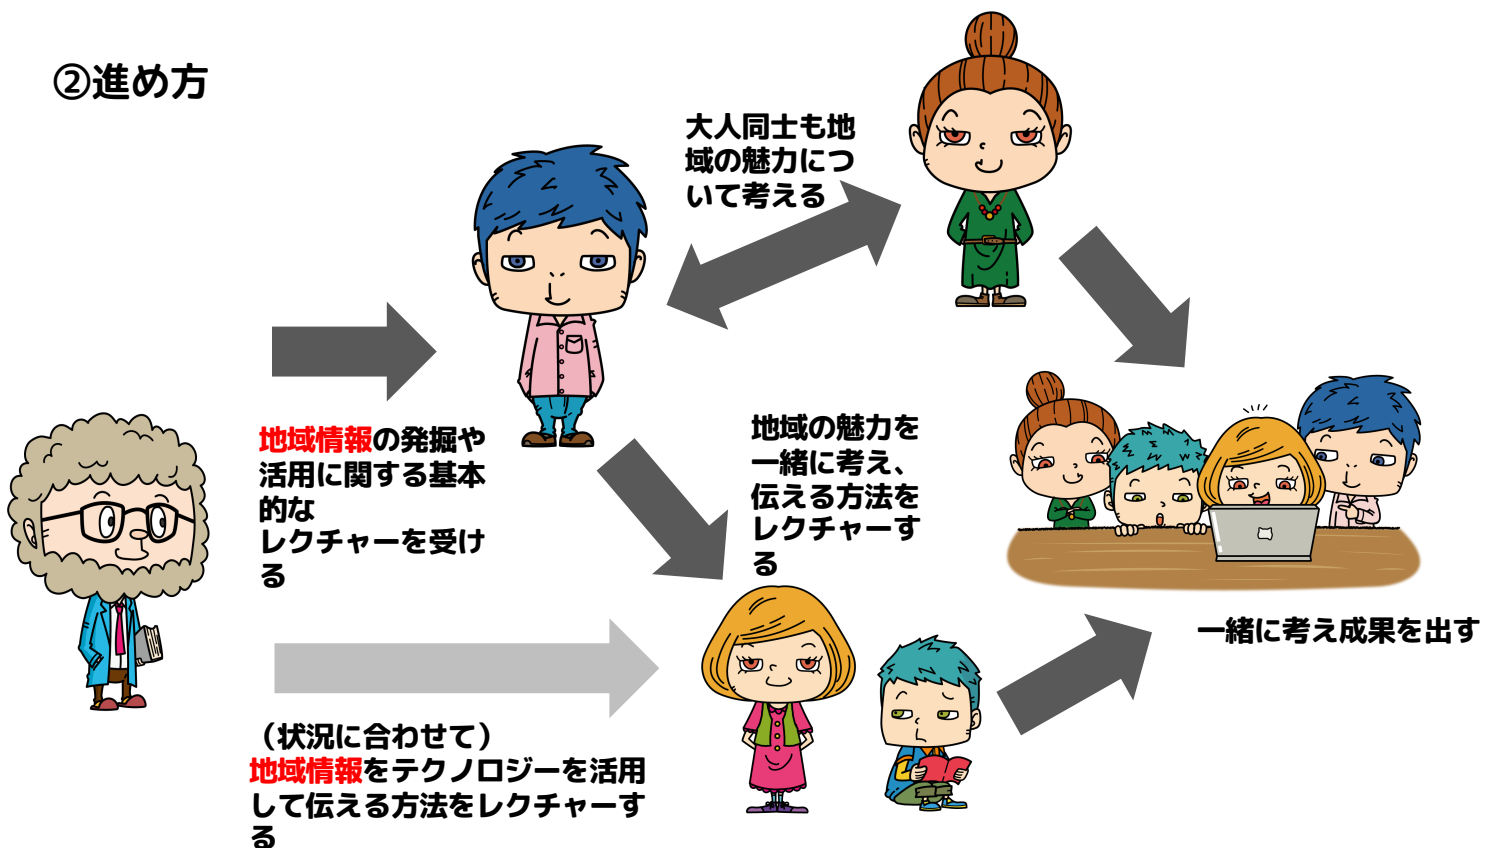 ②進め方
大人同士も地
域の魅力につ
いて考える
地域情報の発掘や
活用に関する基本
的な
レクチャーを受け
る
地域の魅力を
一緒に考え、
伝える方法を
レクチャーす
る
一緒に考え成果を出す
（状況に合わせて）
地域情報をテクノロジーを活用
して伝える方法をレクチャーす
る